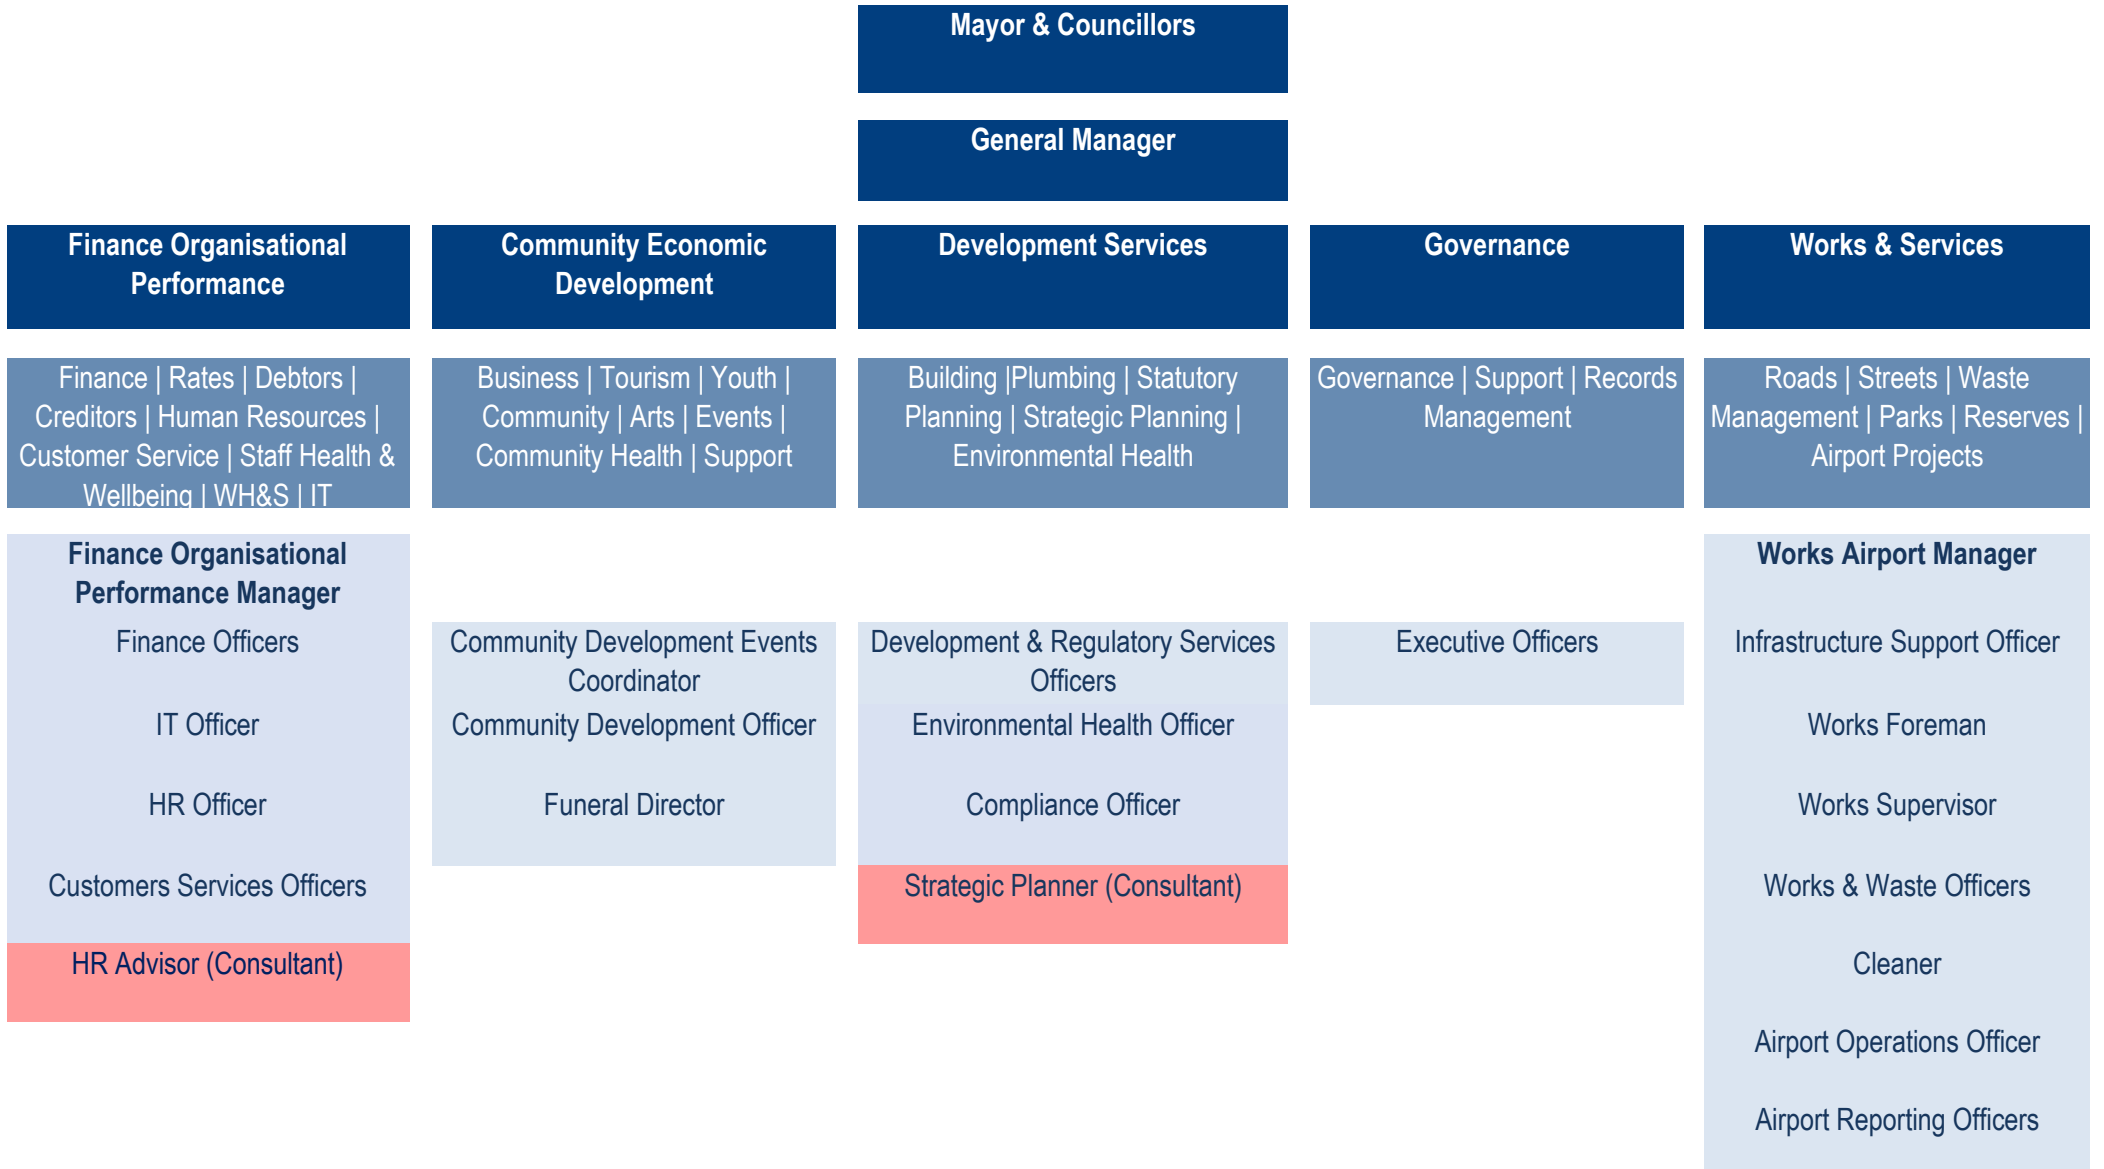 Mayor & Councillors
General Manager
Finance Organisational
Performance
Community Economic
Development
Development Services
Governance
Works & Services
Finance | Rates | Debtors |
Creditors | Human Resources |
Customer Service | Staff Health &
Wellbeing | WH&S | IT
Business | Tourism | Youth |
Community | Arts | Events |
Community Health | Support
Building |Plumbing | Statutory
Planning | Strategic Planning |
Environmental Health
Governance | Support | Records
Management
Roads | Streets | Waste
Management | Parks | Reserves |
Airport Projects
Finance Organisational
Performance Manager
Finance Officers
IT Officer
HR Officer
Customers Services Officers
HR Advisor (Consultant)
Community Development Events
Coordinator
Community Development Officer
Funeral Director
Development & Regulatory Services
Officers
Environmental Health Officer
Compliance Officer
Strategic Planner (Consultant)
Executive Officers
Works Airport Manager
Infrastructure Support Officer
Works Foreman
Works Supervisor
Works & Waste Officers
Cleaner
Airport Operations Officer
Airport Reporting Officers